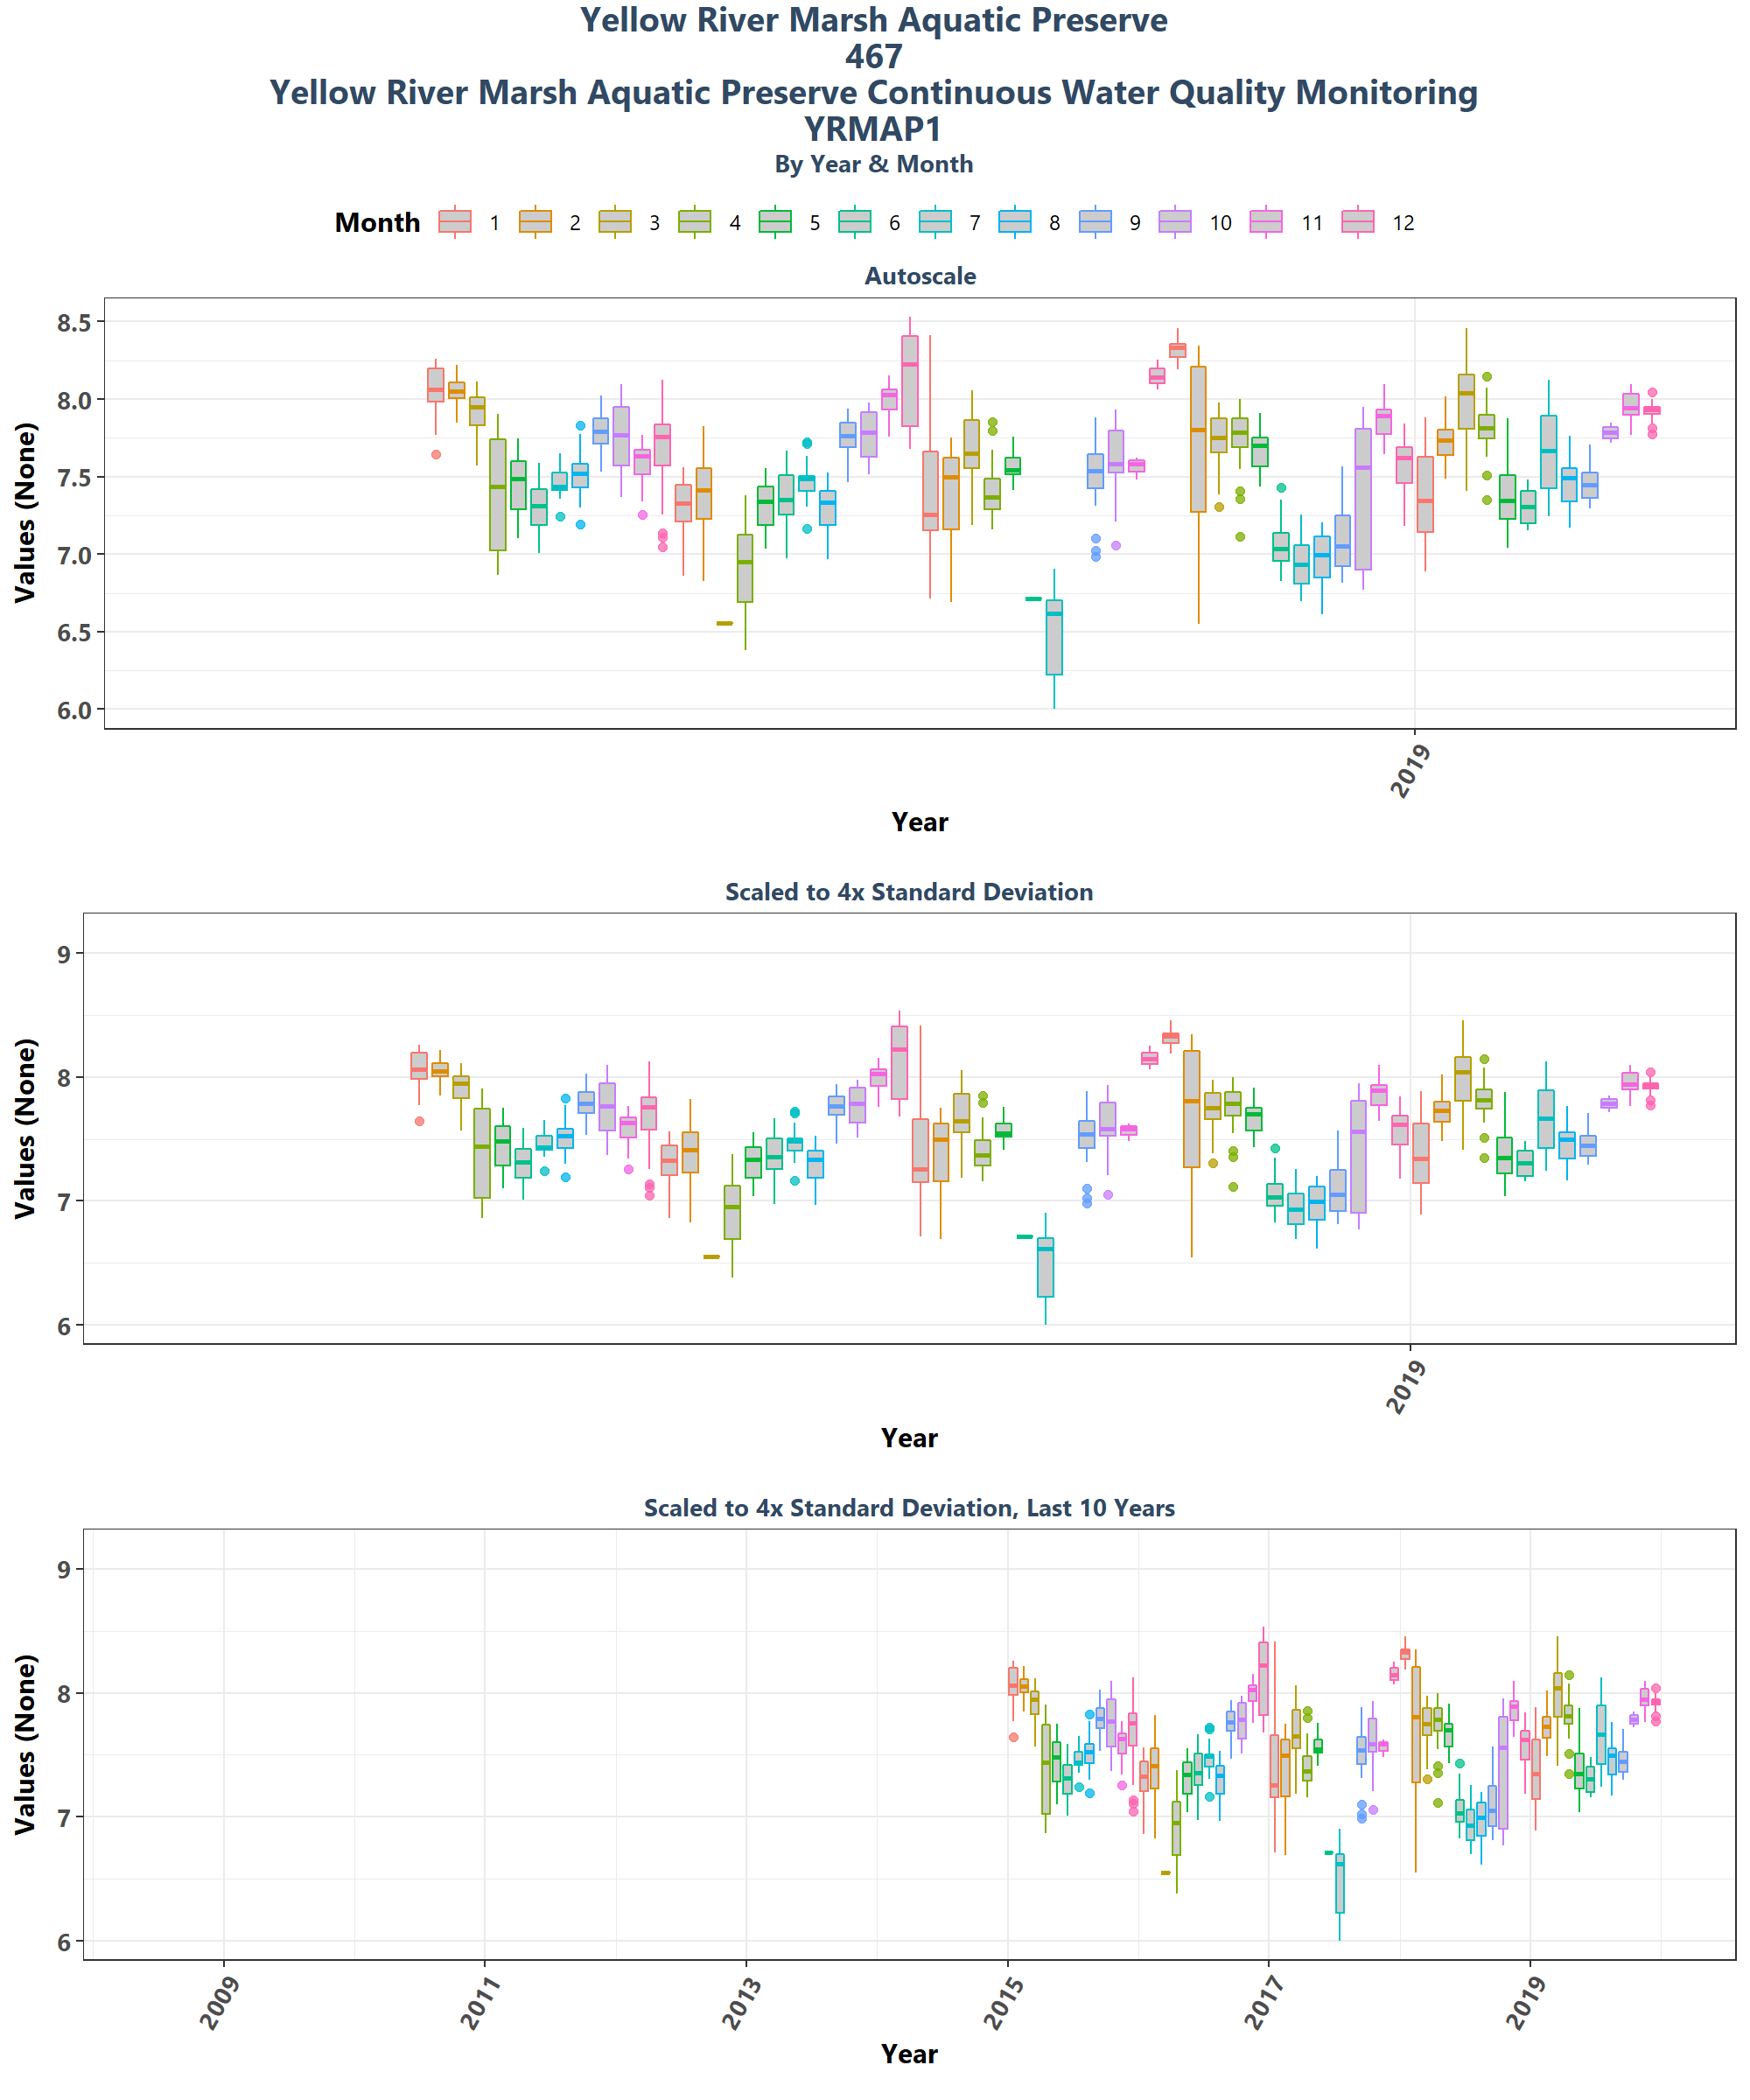 Yellow River Marsh Aquatic Preserve
467
Yellow River Marsh Aquatic Preserve Continuous Water Quality Monitoring
YRMAP1
By Year & Month
Month 1 2 3 4 5 6 7 8 9 10 11 12
Autoscale
Values (None)
8.5
8.0
7.5
7.0
6.5
6.0
2019
Year
Scaled to 4x Standard Deviation
Values (None)
9
8
7
6
2019
Year
Scaled to 4x Standard Deviation, Last 10 Years
Values (None)
9
8
7
6
2009 2011 2013 2015 2017 2019
Year